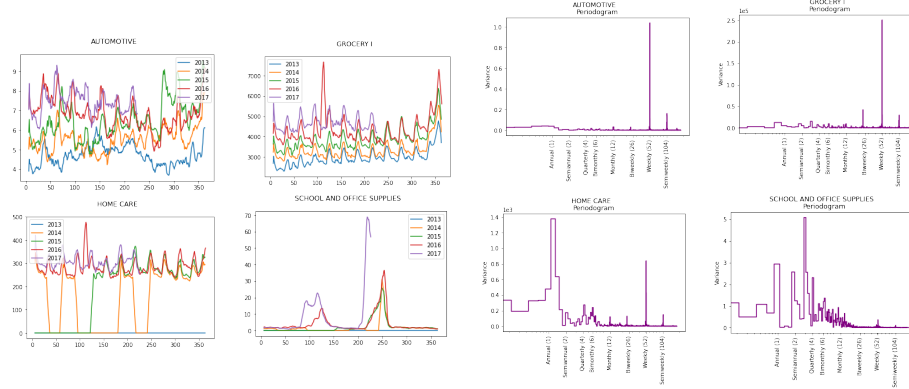 AUTOMOTIVE
2013
2014
2015
2016
2017
9
8
7
6
5
4
0 50 100 150 200 250 300 350
GROCERY I
2013
2014
2015
2016
2017
7000
6000
5000
4000
3000
0 50 100 150 200 250 300 350
HOME CARE
2013
2014
2015
2016
2017
500
400
300
200
100
0
0 50 100 150 200 250 300 350
SCHOOL AND OFFICE SUPPLIES
2013
2014
2015
2016
2017
70
60
50
40
30
20
10
0
0 50 100 150 200 250 300 350
AUTOMOTIVE
Periodogram
Variance
1.0
0.8
0.6
0.4
0.2
0.0
Annual (1)
Semiannual (2)
Quarterly (4)
Bimonthly (6)
Monthly (12)
Biweekly (26)
Weekly (52)
Semiweekly (104)
GROCERY I
Periodogram
1e5
Variance
2.5
2.0
1.5
1.0
0.5
0.0
Annual (1)
Semiannual (2)
Quarterly (4)
Bimonthly (6)
Monthly (12)
Biweekly (26)
Weekly (52)
Semiweekly (104)
HOME CARE
Periodogram
1e3
Variance
1.4
1.2
1.0
0.8
0.6
0.4
0.2
0.0
Annual (1)
Semiannual (2)
Quarterly (4)
Bimonthly (6)
Monthly (12)
Biweekly (26)
Weekly (52)
Semiweekly (104)
SCHOOL AND OFFICE SUPPLIES
Periodogram
Variance
5
4
3
2
1
0
Annual (1)
Semiannual (2)
Quarterly (4)
Bimonthly (6)
Monthly (12)
Biweekly (26)
Weekly (52)
Semiweekly (104)